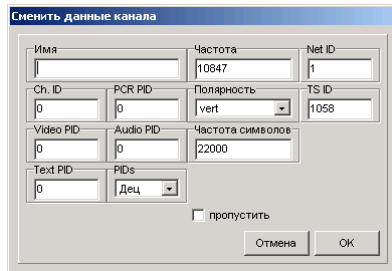 Сменить данные канала
Имя Частота Net ID
10847 1
Ch. ID PCR PID Полярность TS ID
0 0 vert 1058
Video PID Audio PID Частота символов
0 0 22000
Text PID PIDs
0 Дец
пропустить
Отмена OK